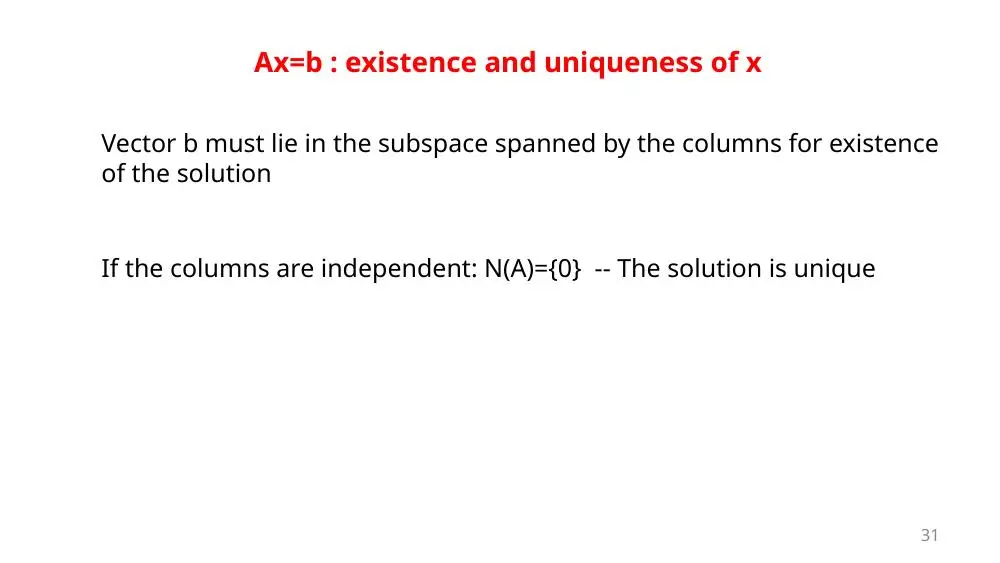 Ax=b : existence and uniqueness of x
Vector b must lie in the subspace spanned by the columns for existence
of the solution
If the columns are independent: N(A)={0}  -- The solution is unique
31